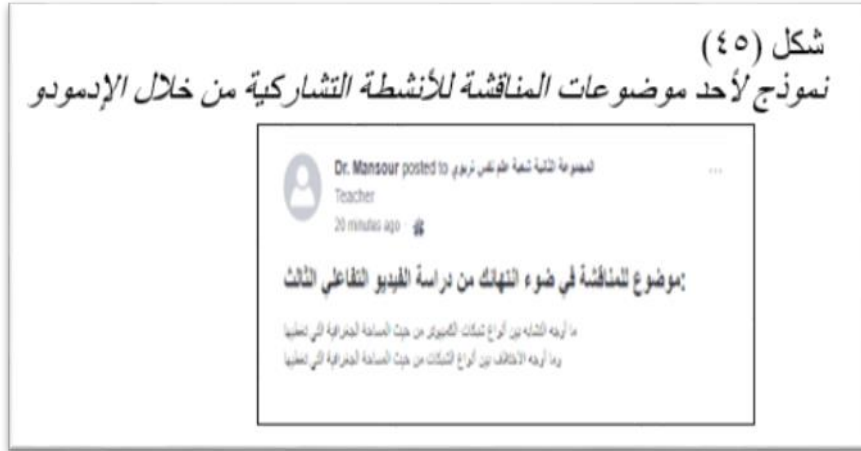 شكل (٤٥)
نموذج لأحد موضوعات المناقشة للأنشطة التشاركية من خلال الإدمودو
Dr. Mansour posted to المجموعة الثانية شعبة علم نفس تربوي
Teacher
20 minutes ago
موضوع للمناقشة في ضوء انتهائك من دراسة الفيديو التفاعلي الثالث:
ما أوجه التشابه بين أنواع شبكات الكمبيوتر من حيث المساحة الجغرافية التي تغطيها
وما أوجه الاختلاف بين أنواع الشبكات من حيث المساحة الجغرافية التي تغطيها